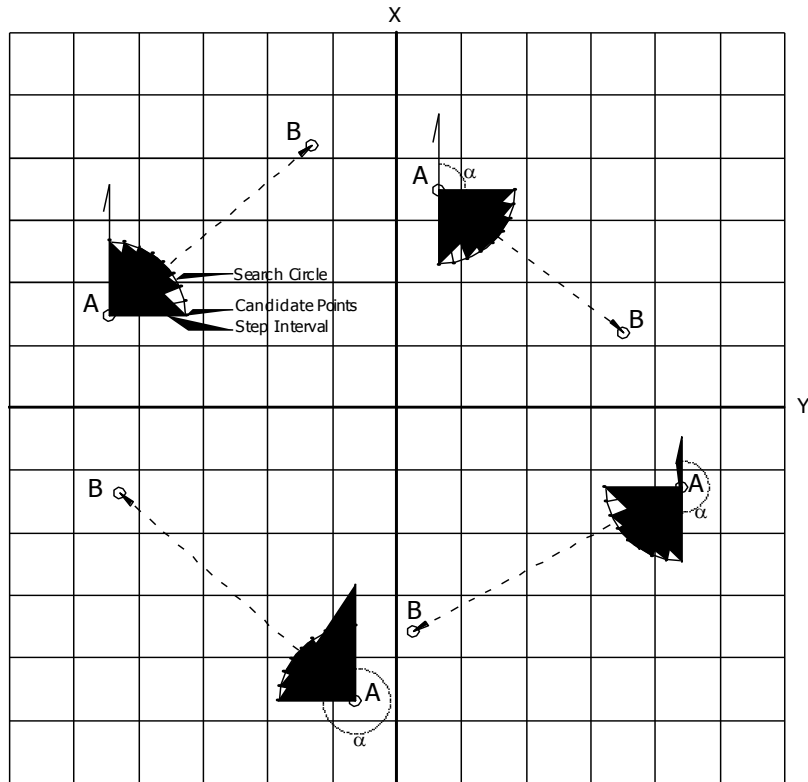 X
B
A
α
Search Circle
A
Candidate Points
Step Interval
B
Y
B
A
α
B
A
α